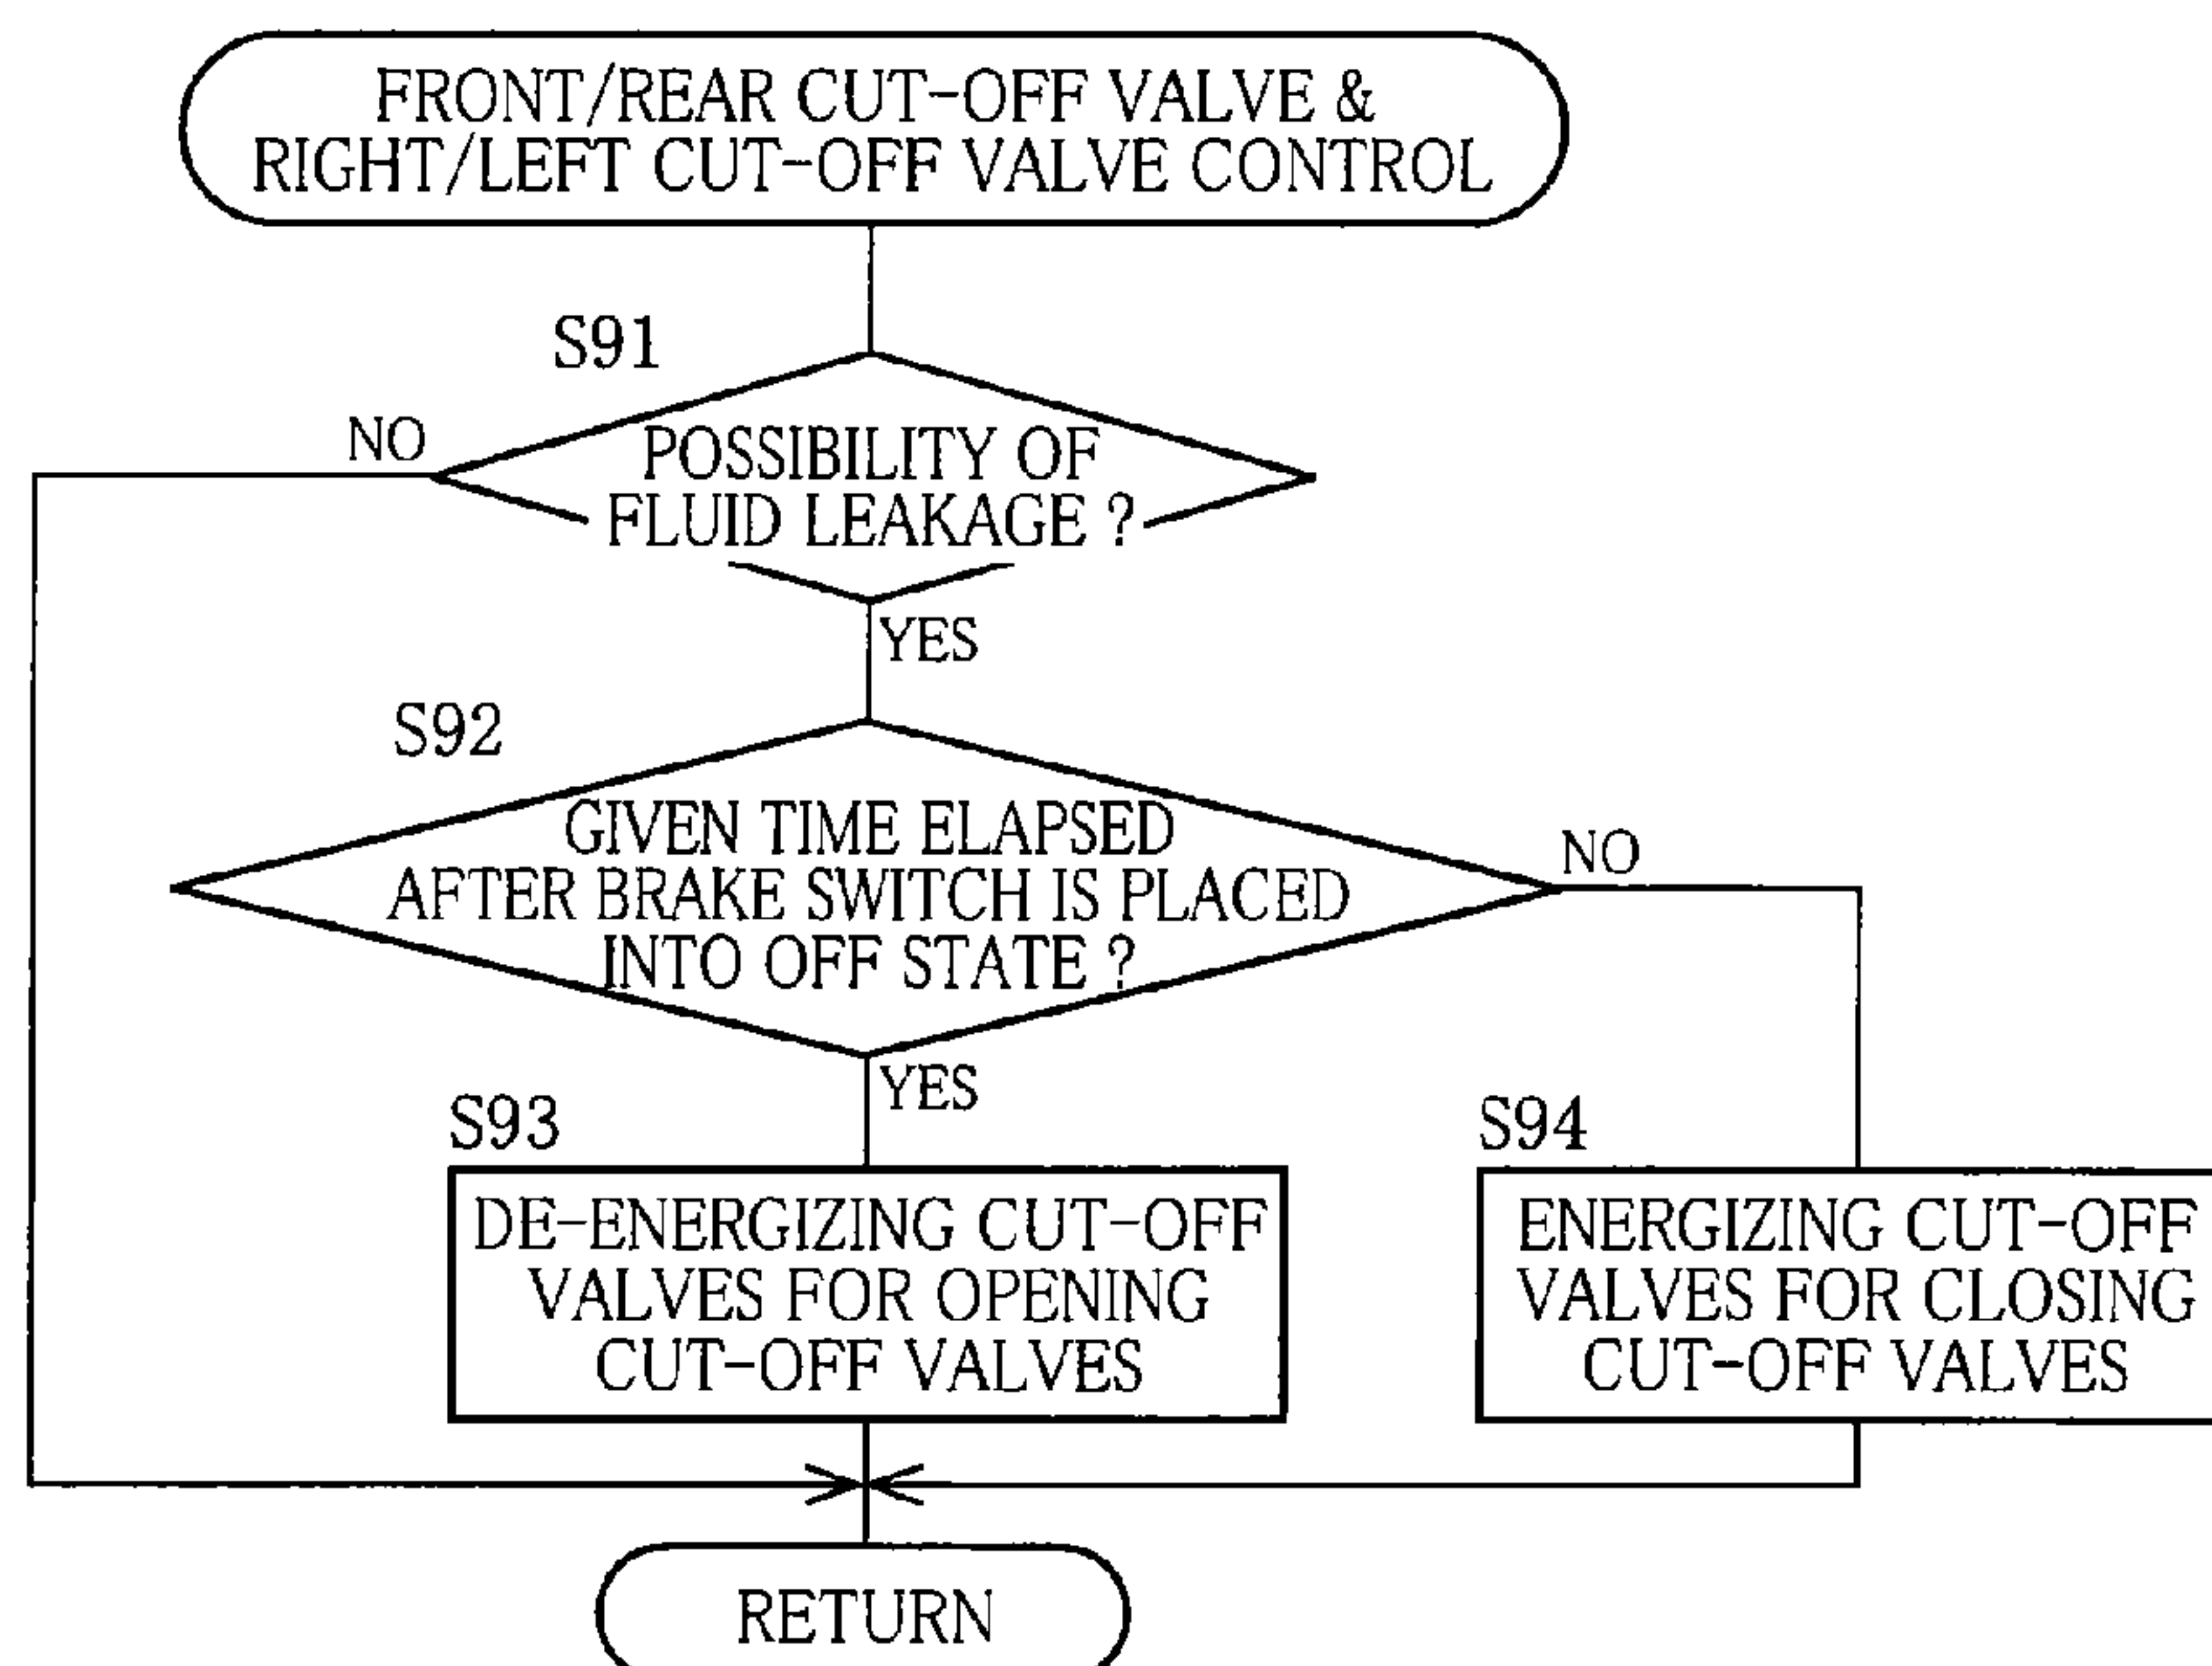 FRONT/REAR CUT-OFF VALVE &
RIGHT/LEFT CUT-OFF VALVE CONTROL
S91
NO
POSSIBILITY OF
FLUID LEAKAGE ?
YES
S92
GIVEN TIME ELAPSED
AFTER BRAKE SWITCH IS PLACED
INTO OFF STATE ?
NO
YES
S93
DE-ENERGIZING CUT-OFF
VALVES FOR OPENING
CUT-OFF VALVES
S94
ENERGIZING CUT-OFF
VALVES FOR CLOSING
CUT-OFF VALVES
RETURN